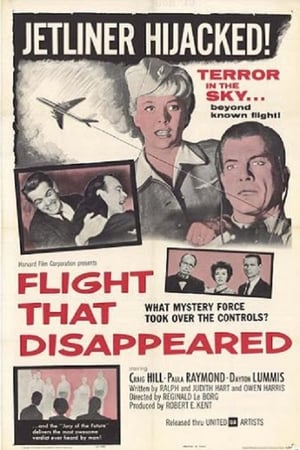 JETLINER HIJACKED!
TERROR
IN THE
SKY...
beyond
known flight!
Harvard Film Corporation presents
FLIGHT
THAT
DISAPPEARED
WHAT MYSTERY FORCE
TOOK OVER THE CONTROLS?
starring
CRAIG HILL • PAULA RAYMOND • DAYTON LUMMIS
Written by RALPH and JUDITH HART and OWEN HARRIS
Directed by REGINALD Le BORG
Produced by ROBERT E. KENT
...and the "Jury of the Future"
delivers the most awesome
verdict ever heard by man!
Released thru UNITED UA ARTISTS